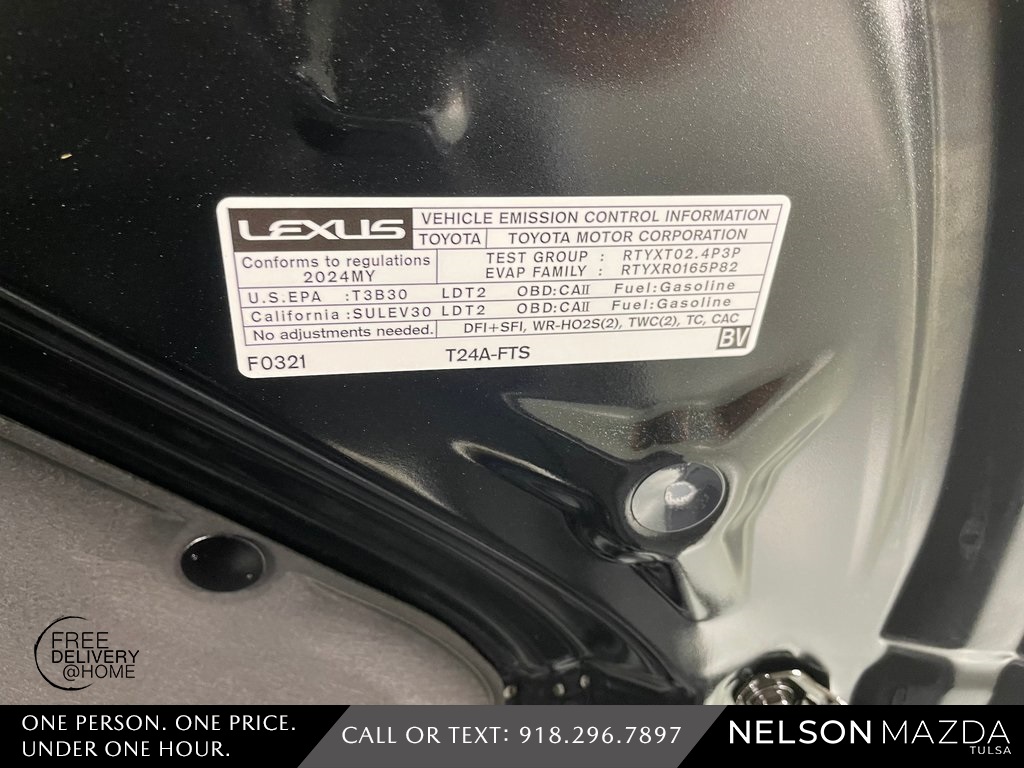 LEXUS
VEHICLE EMISSION CONTROL INFORMATION
TOYOTA TOYOTA MOTOR CORPORATION
Conforms to regulations
2024MY
TEST GROUP : RTYXT02.4P3P
EVAP FAMILY : RTYXR0165P82
U.S.EPA :T3B30 LDT2 OBD:CAII Fuel:Gasoline
California :SULEV30 LDT2 OBD:CAII Fuel:Gasoline
No adjustments needed. DFI+SFI, WR-HO2S(2), TWC(2), TC, CAC
BV
F0321 T24A-FTS
FREE
DELIVERY
@HOME
ONE PERSON. ONE PRICE.
UNDER ONE HOUR.
CALL OR TEXT: 918.296.7897
NELSON MAZDA
TULSA